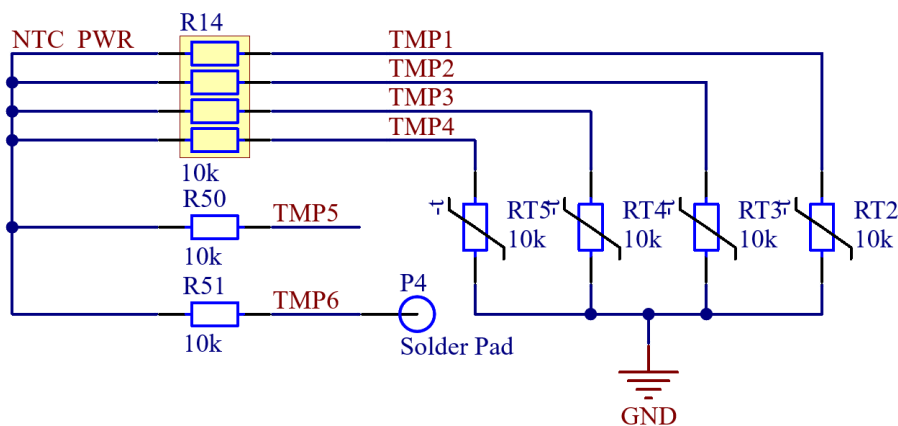 R14
NTC PWR
TMP1
TMP2
TMP3
TMP4
10k
R50
TMP5
10k
R51
TMP6
10k
P4
Solder Pad
-t
RT5
10k
-t
RT4
10k
-t
RT3
10k
-t
RT2
10k
GND